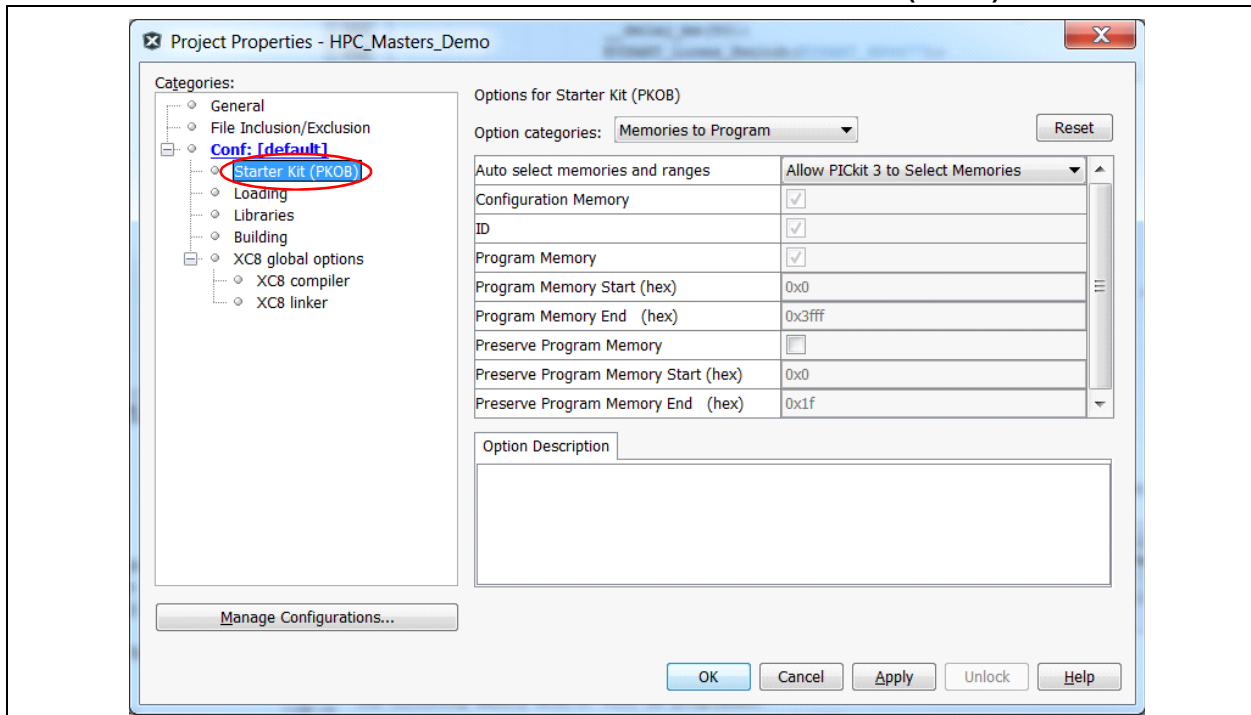 Project Properties - HPC_Masters_Demo
X
Categories:
General
File Inclusion/Exclusion
Conf: [default]
Starter Kit (PKOB)
Loading
Libraries
Building
XC8 global options
XC8 compiler
XC8 linker
Manage Configurations...
Options for Starter Kit (PKOB)
Option categories: Memories to Program
Reset
Auto select memories and ranges Allow PICkit 3 to Select Memories
Configuration Memory
ID
Program Memory
Program Memory Start (hex) 0x0
Program Memory End (hex) 0x3fff
Preserve Program Memory
Preserve Program Memory Start (hex) 0x0
Preserve Program Memory End (hex) 0x1f
Option Description
OK Cancel Apply Unlock Help